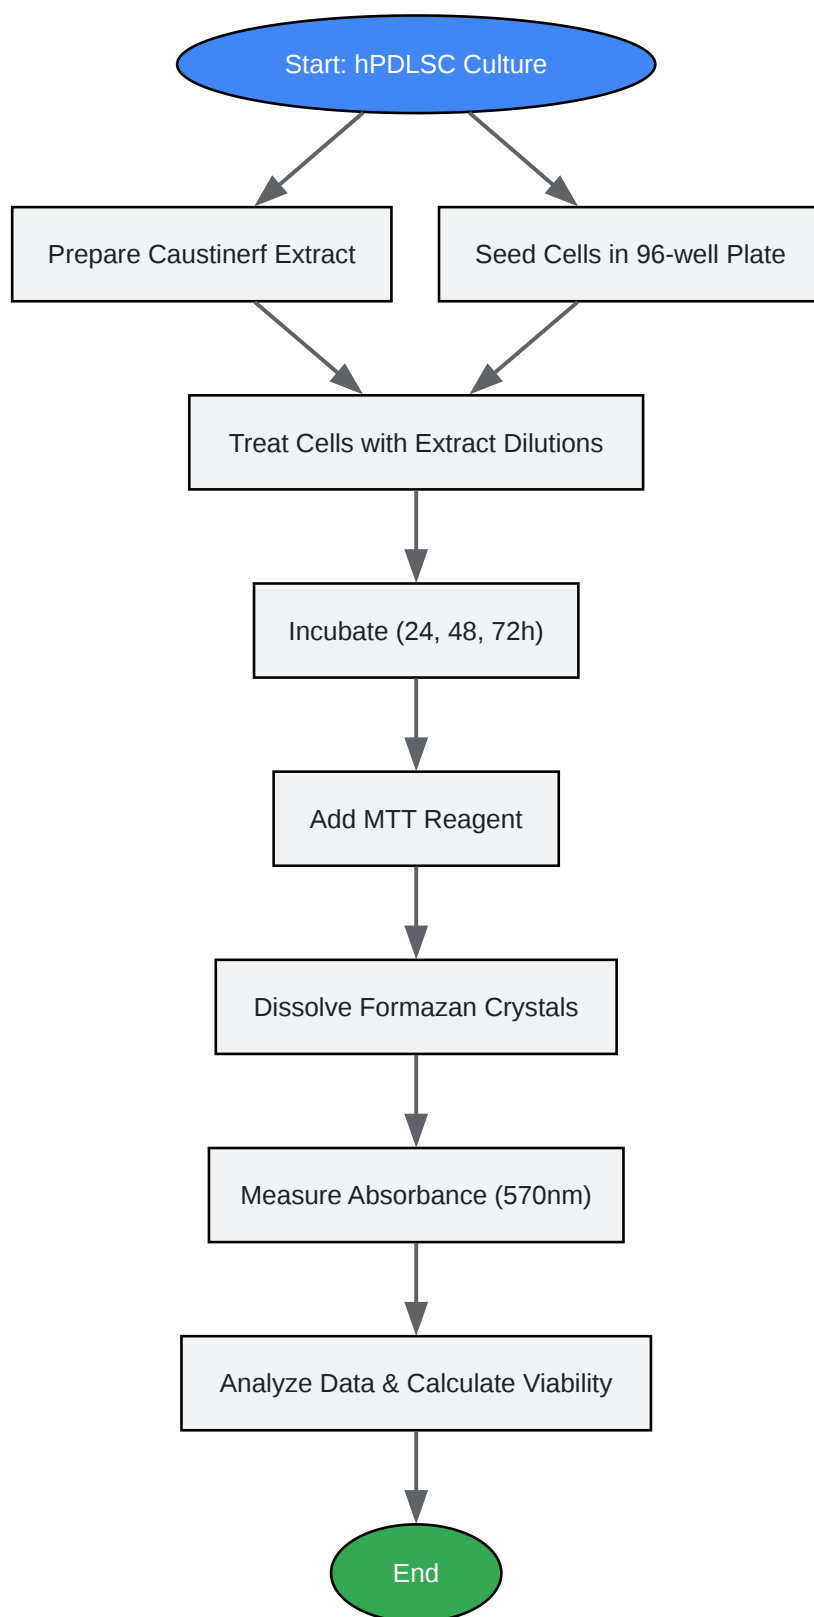 Start: hPDLSC Culture
Prepare Caustinerf Extract
Seed Cells in 96-well Plate
Treat Cells with Extract Dilutions
Incubate (24, 48, 72h)
Add MTT Reagent
Dissolve Formazan Crystals
Measure Absorbance (570nm)
Analyze Data & Calculate Viability
End